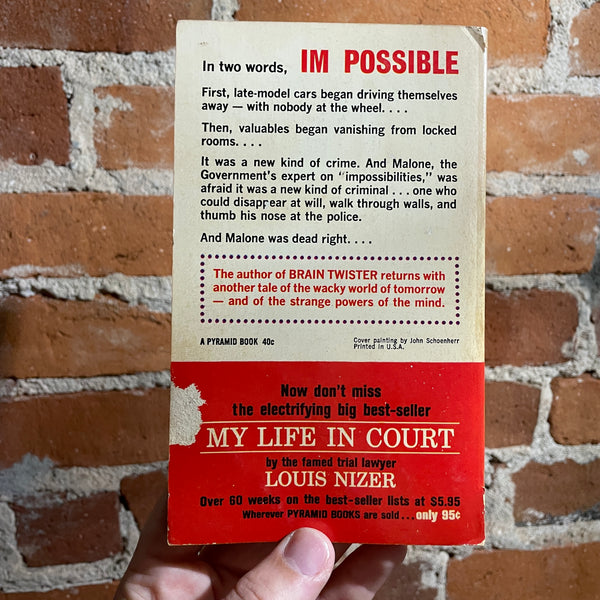 In two words, IM POSSIBLE
First, late-model cars began driving themselves
away — with nobody at the wheel. . . .
Then, valuables began vanishing from locked
rooms. . . .
It was a new kind of crime. And Malone, the
Government's expert on "impossibilities," was
afraid it was a new kind of criminal . . . one who
could disappear at will, walk through walls, and
thumb his nose at the police.
And Malone was dead right. . . .
The author of BRAIN TWISTER returns with
another tale of the wacky world of tomorrow
— and of the strange powers of the mind.
A PYRAMID BOOK 40c
Cover painting by John Schoenherr
Printed in U.S.A.
Now don't miss
the electrifying big best-seller
MY LIFE IN COURT
by the famed trial lawyer
LOUIS NIZER
Over 60 weeks on the best-seller lists at $5.95
Wherever PYRAMID BOOKS are sold . . . only 95¢